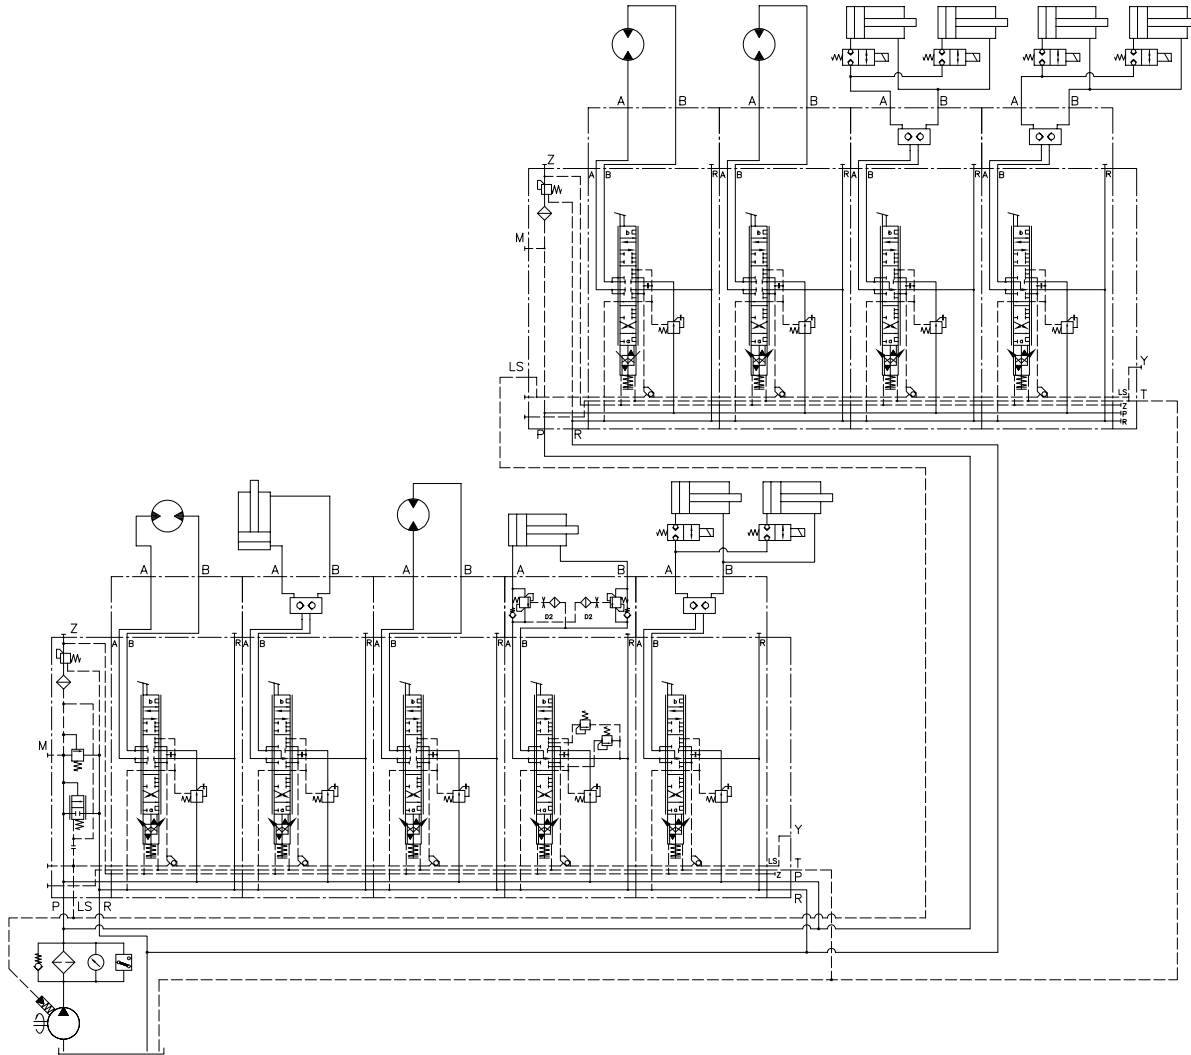 A B A B A B A B
Z
A B R A B R A B R A B R
M
b b b b
a a a a
LS Y
LS T
Z
P
R
P R
A B A B A B A B A B
D2 D2
Z
A B R A B R A B R A B R A B R
b b b b b
M
a a a a a
Y
LS T
Z P
R
P LS R